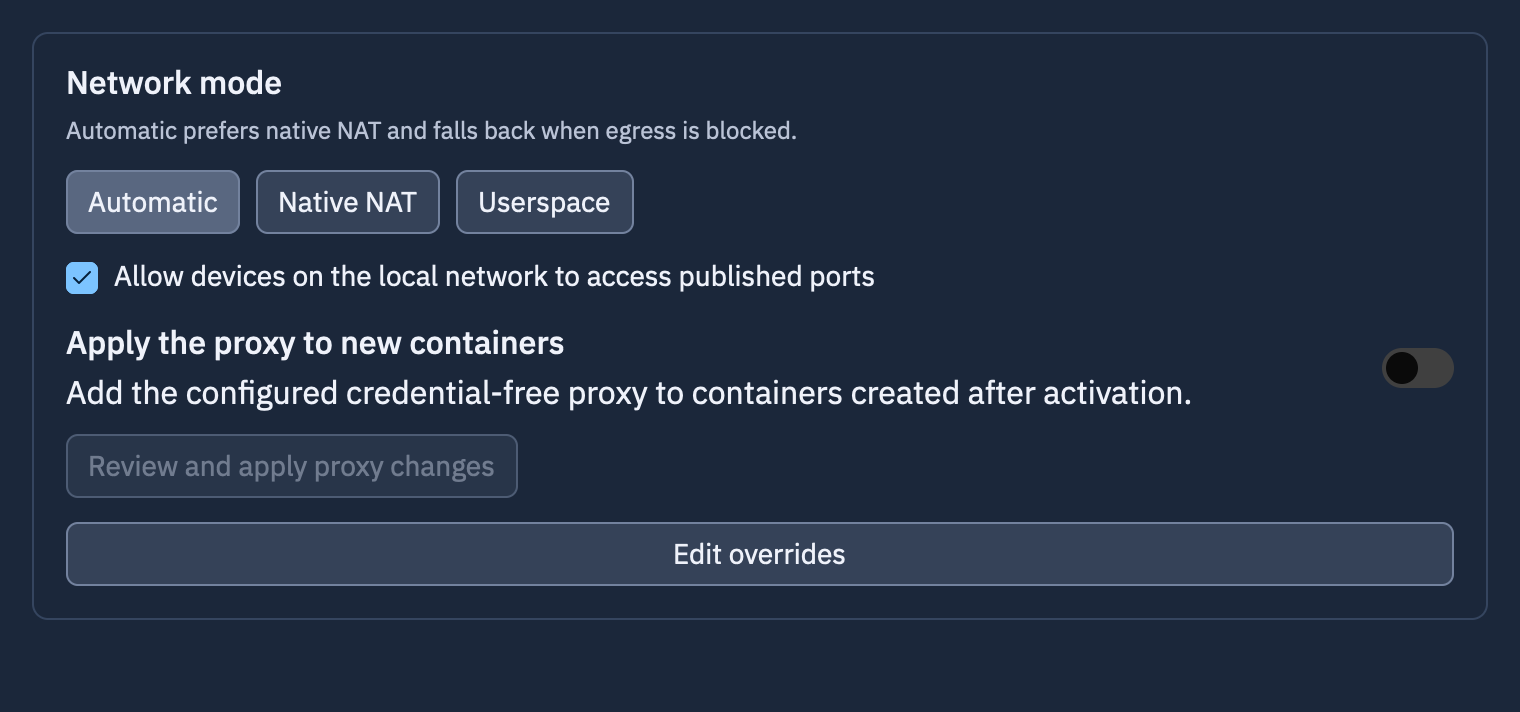 Network mode
Automatic prefers native NAT and falls back when egress is blocked.
Automatic
Native NAT
Userspace
Allow devices on the local network to access published ports
Apply the proxy to new containers
Add the configured credential-free proxy to containers created after activation.
Review and apply proxy changes
Edit overrides